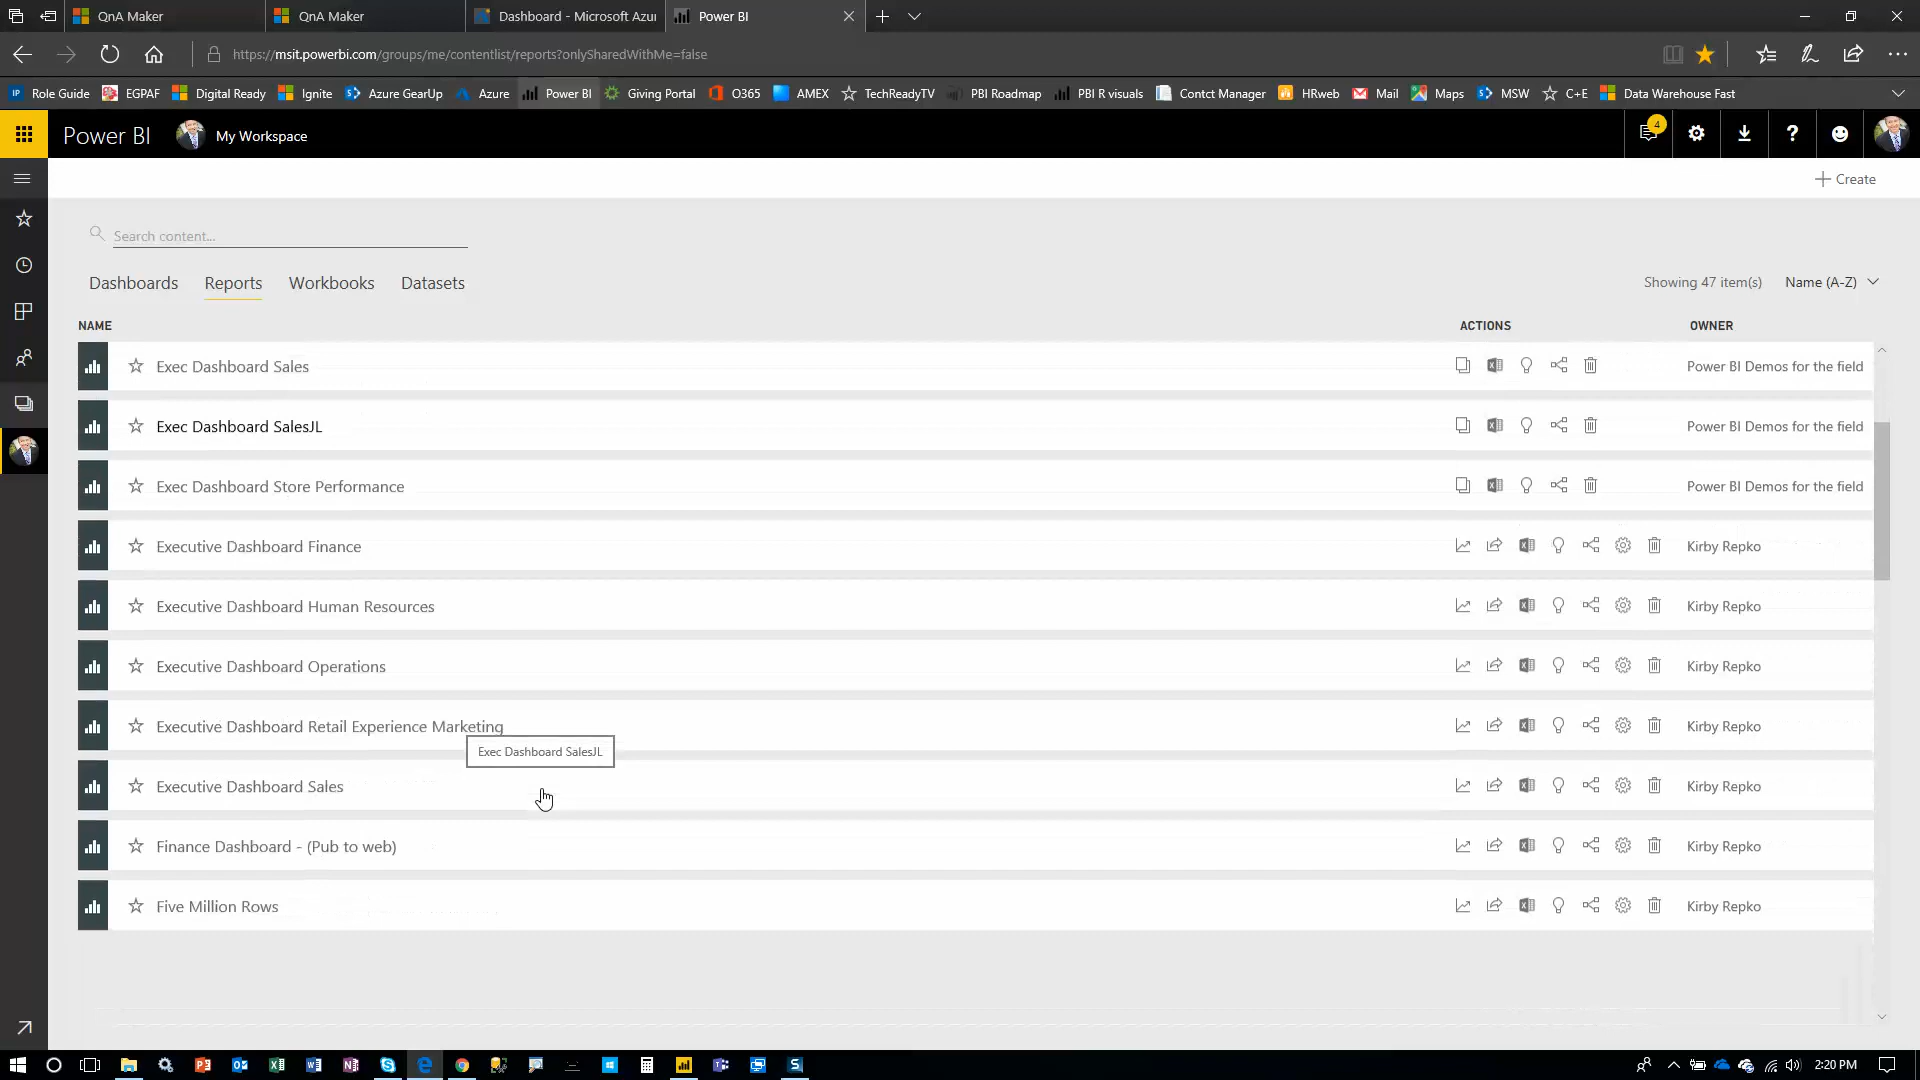 QnA Maker
QnA Maker
Dashboard - Microsoft Azur
Power BI
https://msit.powerbi.com/groups/me/contentlist/reports?onlySharedWithMe=false
Role Guide EGPAF Digital Ready Ignite Azure GearUp Azure Power BI Giving Portal O365 AMEX TechReadyTV PBI Roadmap PBI R visuals Contct Manager HRweb Mail Maps MSW C+E Data Warehouse Fast
Power BI My Workspace 4
Create
Search content...
Dashboards Reports Workbooks Datasets Showing 47 item(s) Name (A-Z)
NAME ACTIONS OWNER
Exec Dashboard Sales Power BI Demos for the field
Exec Dashboard SalesJL Power BI Demos for the field
Exec Dashboard Store Performance Power BI Demos for the field
Executive Dashboard Finance Kirby Repko
Executive Dashboard Human Resources Kirby Repko
Executive Dashboard Operations Kirby Repko
Executive Dashboard Retail Experience Marketing Kirby Repko
Exec Dashboard SalesJL
Executive Dashboard Sales Kirby Repko
Finance Dashboard - (Pub to web) Kirby Repko
Five Million Rows Kirby Repko
2:20 PM